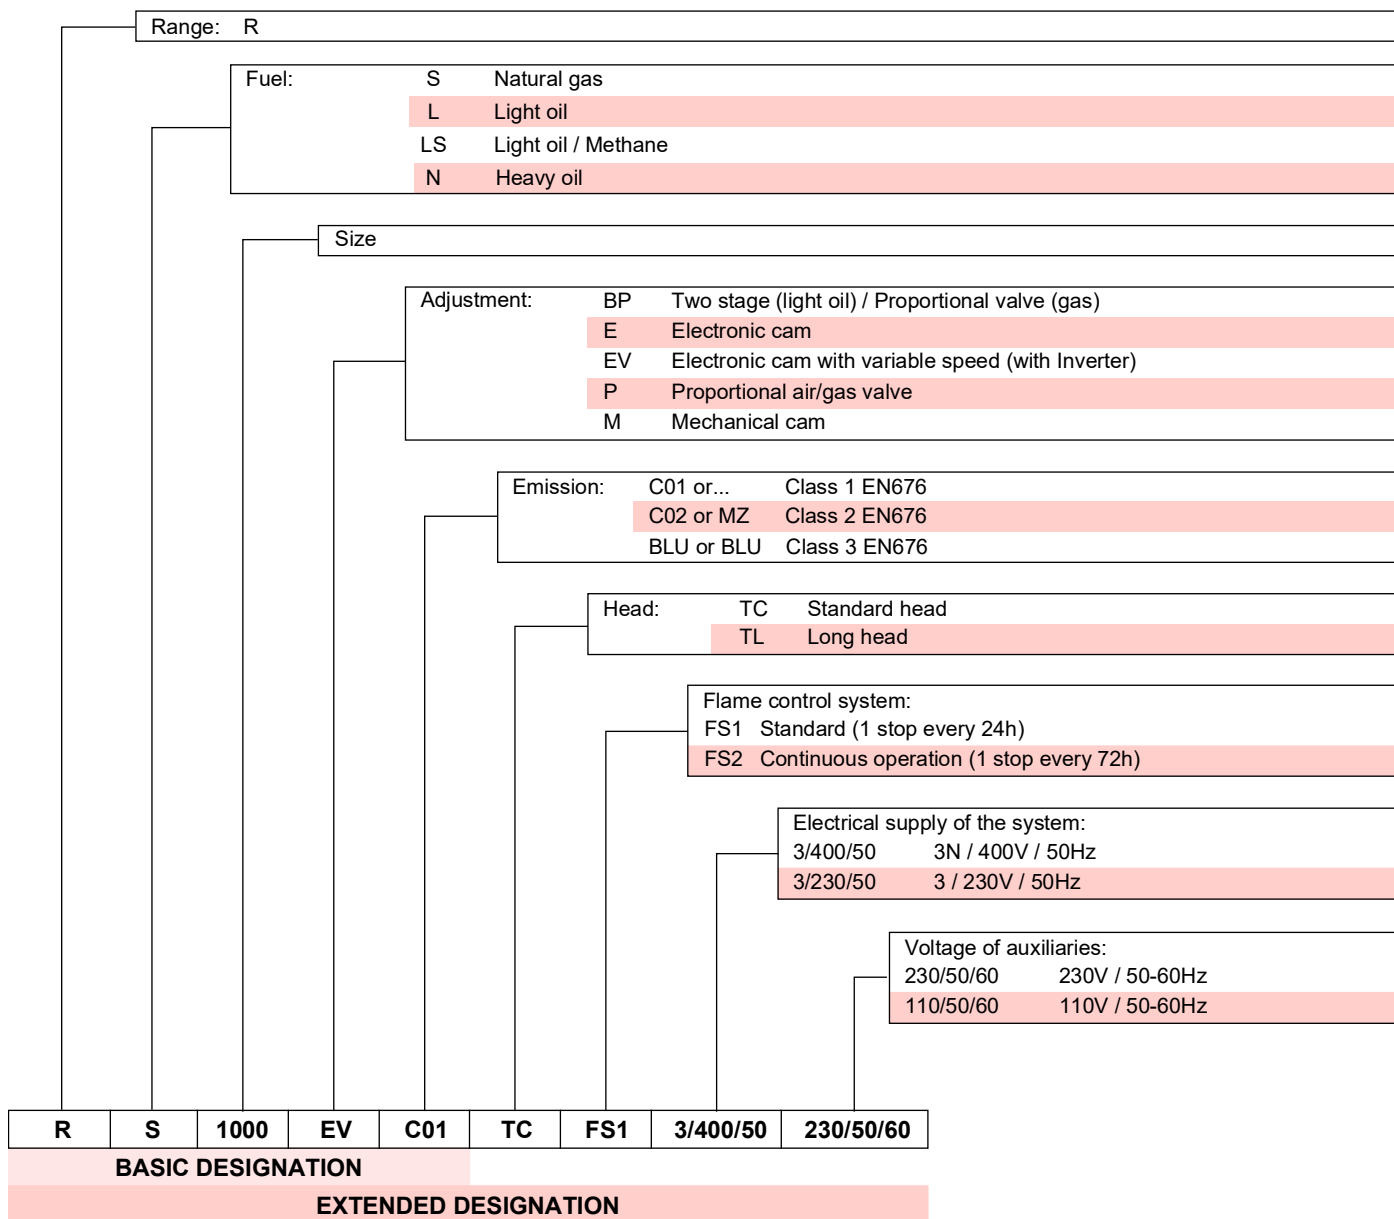 Range: R
Fuel: S Natural gas
L Light oil
LS Light oil / Methane
N Heavy oil
Size
Adjustment: BP Two stage (light oil) / Proportional valve (gas)
E Electronic cam
EV Electronic cam with variable speed (with Inverter)
P Proportional air/gas valve
M Mechanical cam
Emission: C01 or... Class 1 EN676
C02 or MZ Class 2 EN676
BLU or BLU Class 3 EN676
Head: TC Standard head
TL Long head
Flame control system:
FS1 Standard (1 stop every 24h)
FS2 Continuous operation (1 stop every 72h)
Electrical supply of the system:
3/400/50 3N / 400V / 50Hz
3/230/50 3 / 230V / 50Hz
Voltage of auxiliaries:
230/50/60 230V / 50-60Hz
110/50/60 110V / 50-60Hz
R S 1000 EV C01 TC FS1 3/400/50 230/50/60
BASIC DESIGNATION
EXTENDED DESIGNATION